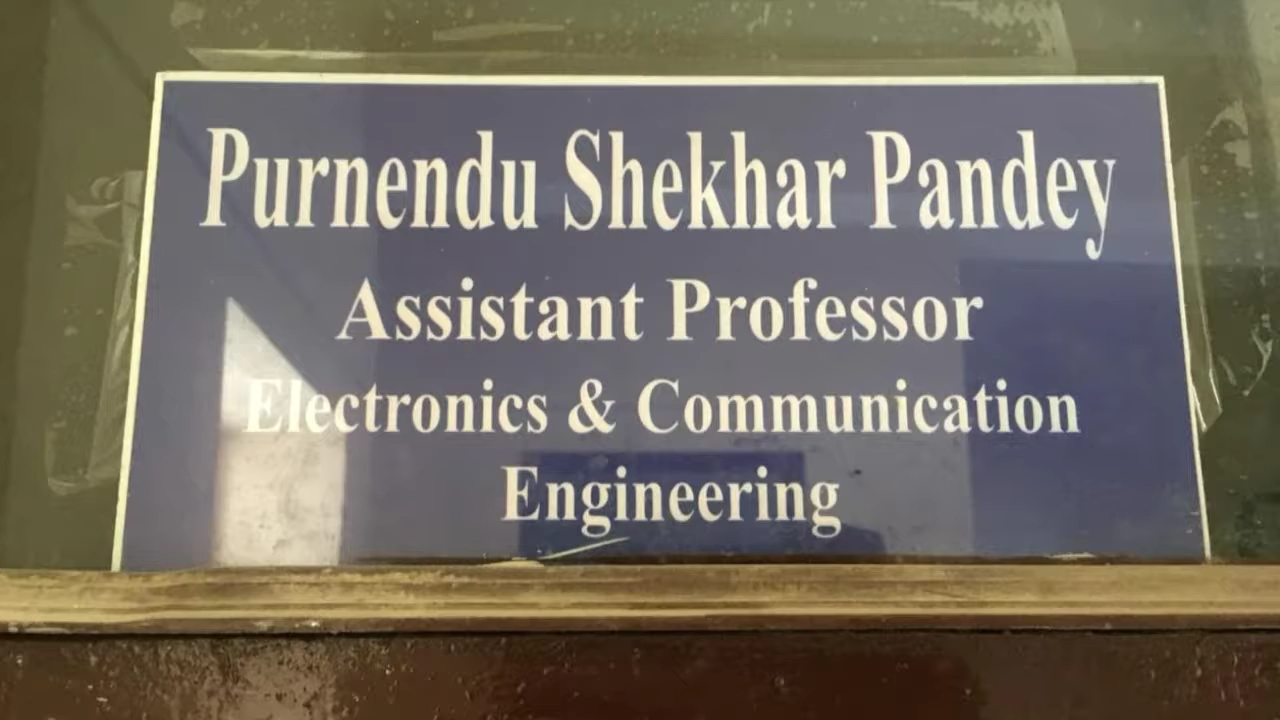 Purnendu Shekhar Pandey
Assistant Professor
Electronics & Communication
Engineering